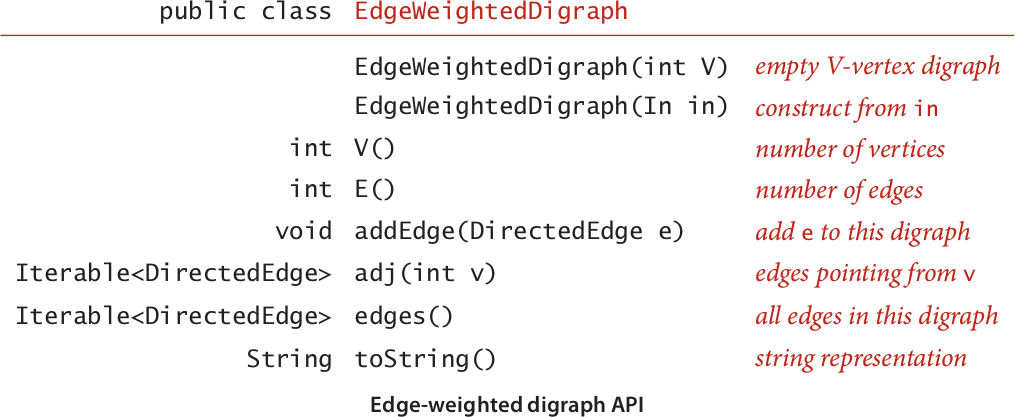 public class EdgeWeightedDigraph
EdgeWeightedDigraph(int V) empty V-vertex digraph
EdgeWeightedDigraph(In in) construct from in
int V() number of vertices
int E() number of edges
void addEdge(DirectedEdge e) add e to this digraph
Iterable<DirectedEdge> adj(int v) edges pointing from v
Iterable<DirectedEdge> edges() all edges in this digraph
String toString() string representation
Edge-weighted digraph API